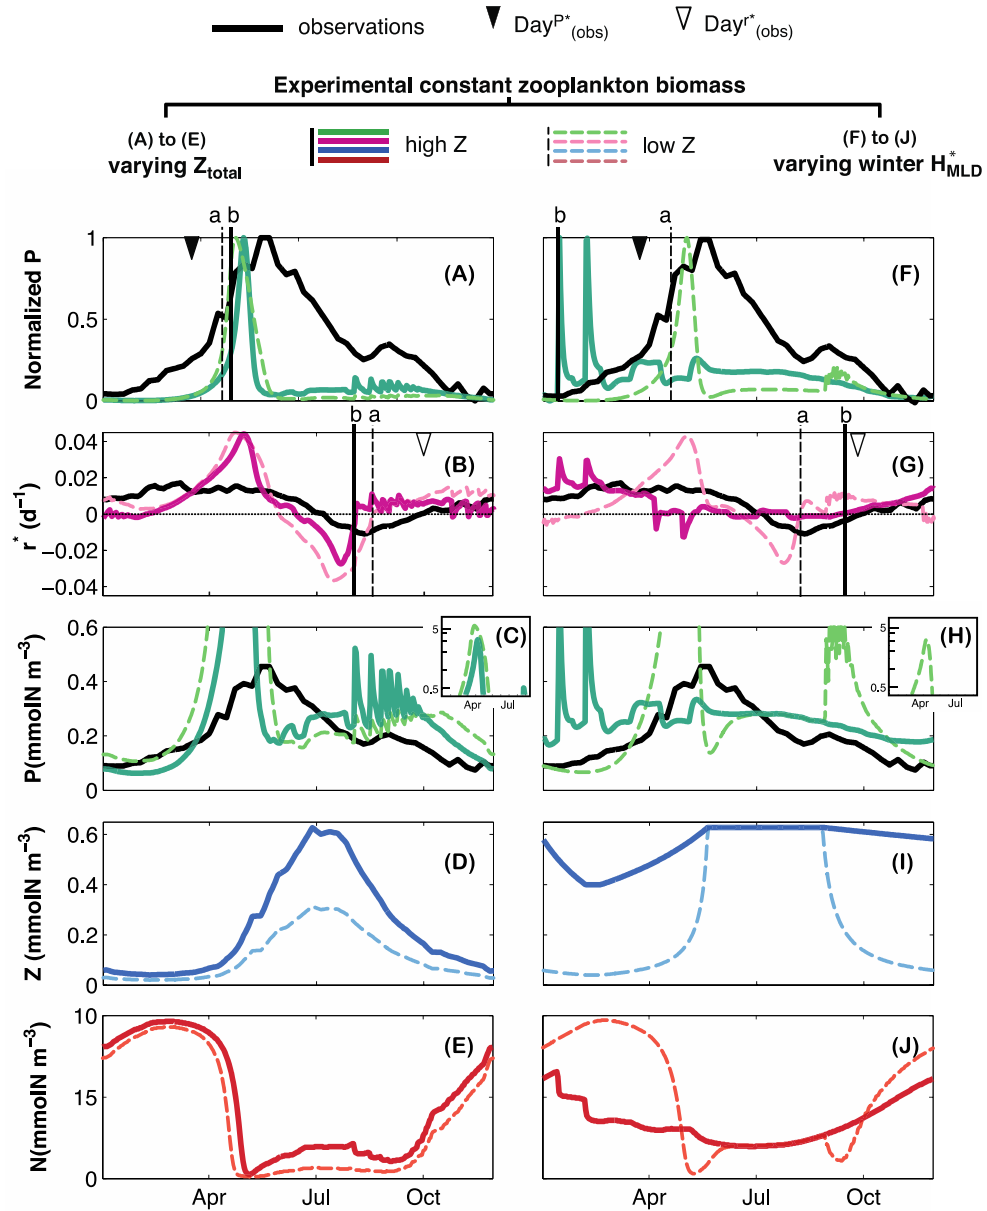 observations
Day^P*_(obs)
Day^r*_(obs)
Experimental constant zooplankton biomass
(A) to (E)
varying Z_total
high Z
low Z
(F) to (J)
varying winter H*_MLD
a b
b a
Normalized P
1
0.5
0
(A)
(F)
b a
a b
r* (d⁻¹)
0.04
0.02
0
−0.02
−0.04
(B)
(G)
P(mmolN m⁻³)
0.6
0.4
0.2
0
5
0.5
Apr Jul
(C)
5
0.5
Apr Jul
(H)
Z (mmolN m⁻³)
0.6
0.4
0.2
0
(D)
(I)
N((mmolN m⁻³)
10
15
0
(E)
(J)
Apr Jul Oct
Apr Jul Oct